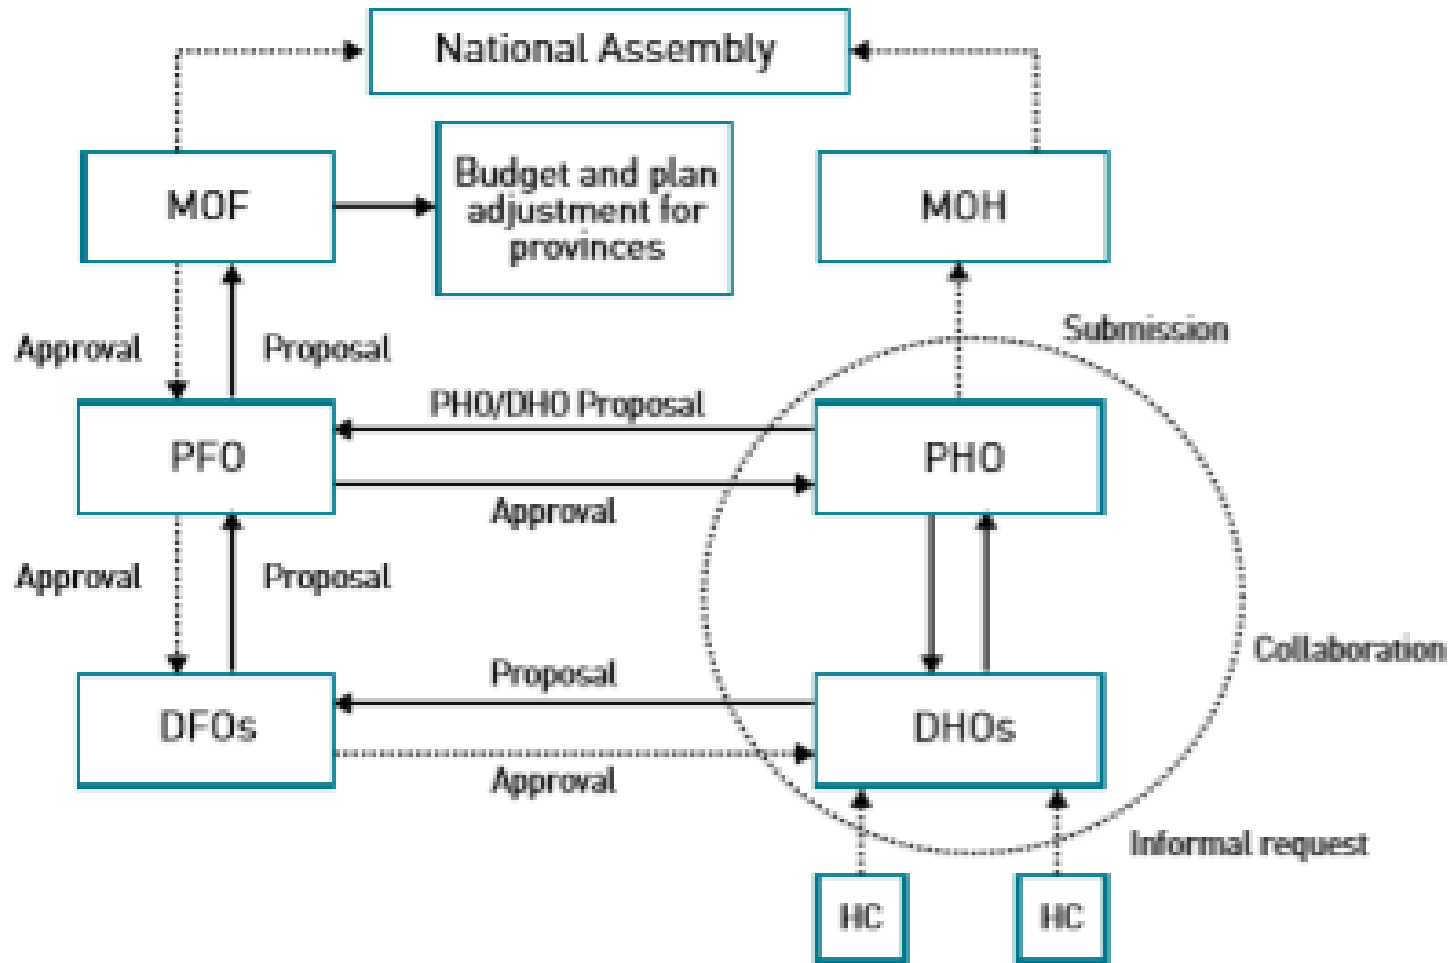 National Assembly
MOF
Budget and plan
adjustment for
provinces
MOH
Approval
Proposal
Submission
PHO/DHO Proposal
PFO
PHO
Approval
Approval
Proposal
Collaboration
Proposal
DFOs
DHOs
Approval
Informal request
HC
HC